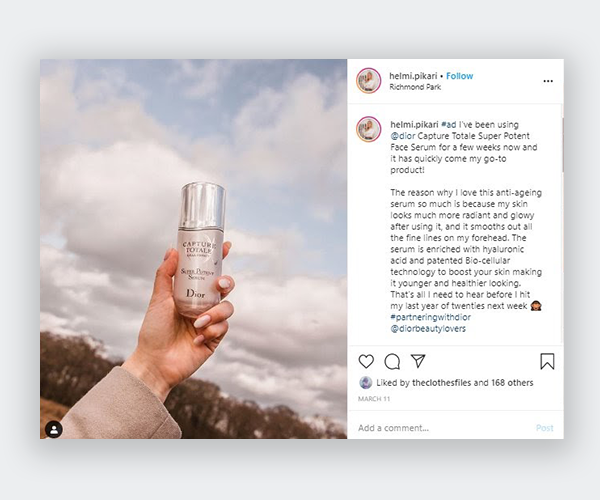 CAPTURE
TOTALE
SUPER POTENT
SERUM
Dior
helmi.pikari • Follow
Richmond Park
helmi.pikari #ad I've been using
@dior Capture Totale Super Potent
Face Serum for a few weeks now and
it has quickly come my go-to
product!
The reason why I love this anti-ageing
serum so much is because my skin
looks much more radiant and glowy
after using it, and it smooths out all
the fine lines on my forehead. The
serum is enriched with hyaluronic
acid and patented Bio-cellular
technology to boost your skin making
it younger and healthier looking.
That's all I need to hear before I hit
my last year of twenties next week 🙈
#partneringwithdior
@diorbeautylovers
Liked by theclothesfiles and 168 others
MARCH 11
Add a comment...
Post